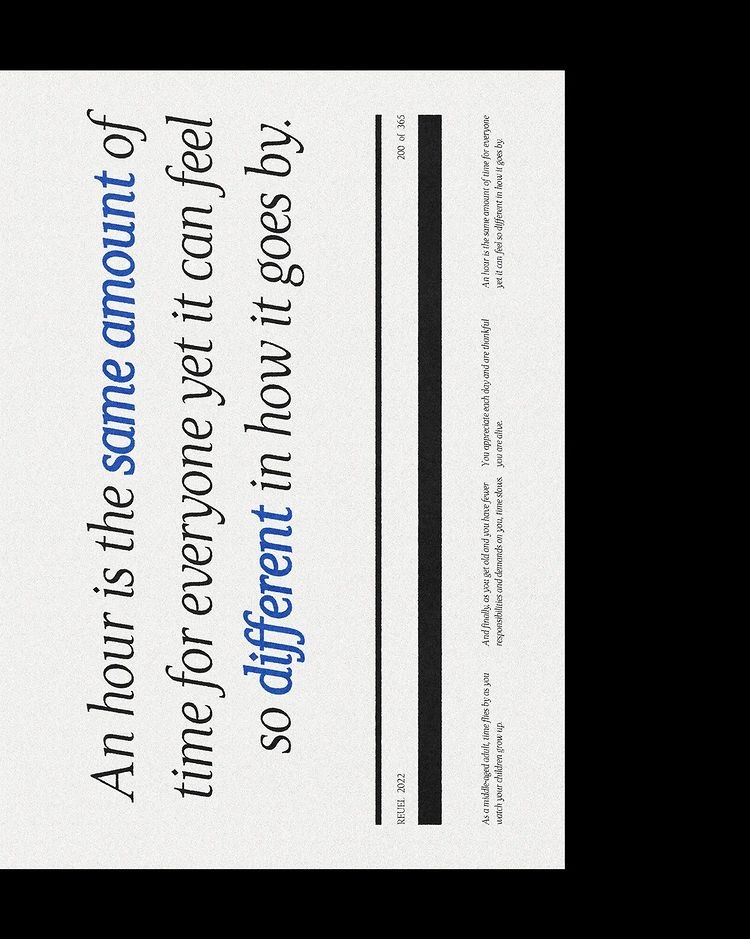 An hour is the same amount of
time for everyone yet it can feel
so different in how it goes by.
REUEL 2022
200 of 365
As a middle-aged adult, time flies by as you
watch your children grow up.
And finally, as you get old and you have fewer
responsibilities and demands on you, time slows.
You appreciate each day and are thankful
you are alive.
An hour is the same amount of time for everyone
yet it can feel so different in how it goes by.